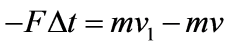 −FΔt = mv₁ − mv